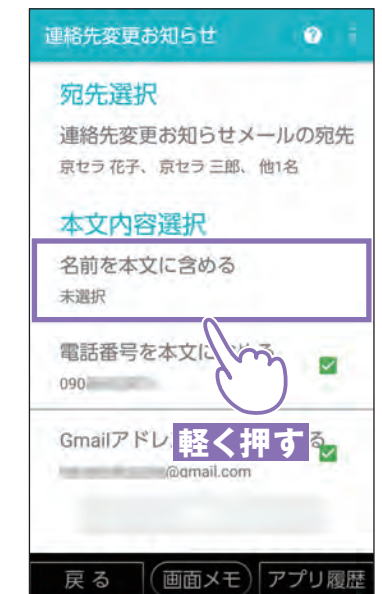 連絡先変更お知らせ
宛先選択
連絡先変更お知らせメールの宛先
京セラ 花子、京セラ 三郎、他1名
本文内容選択
名前を本文に含める
未選択
電話番号を本文に
090
Gmailアドレ
る
軽く押す
@gmail.com
戻る 画面メモ アプリ履歴